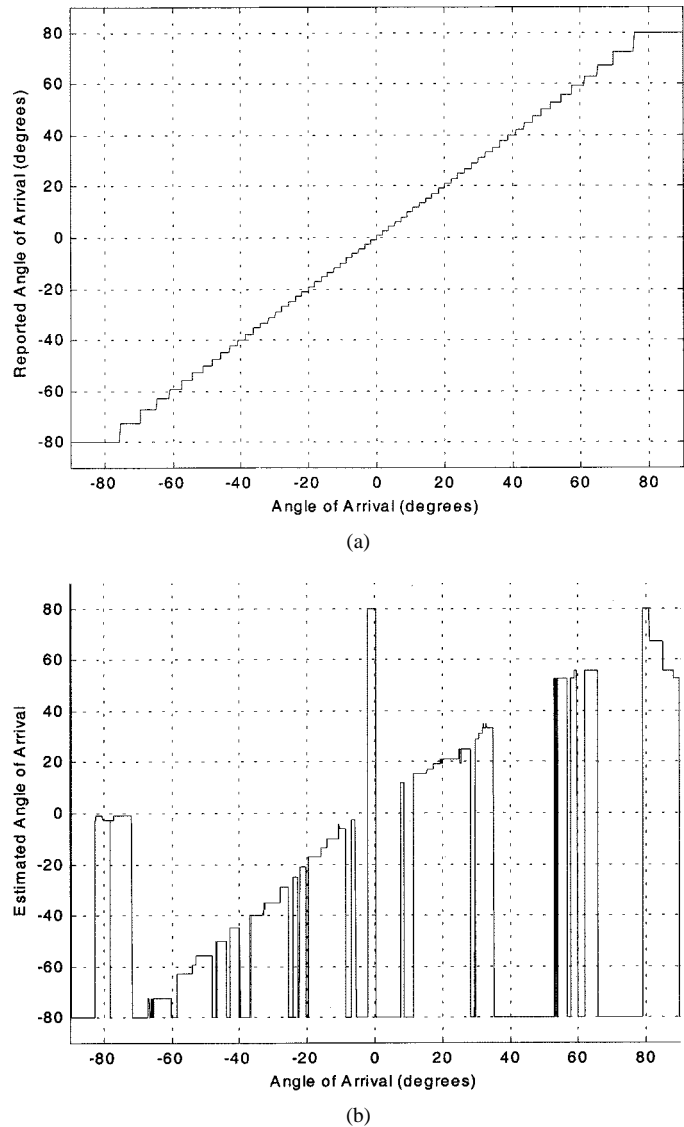 80
60
40
20
0
-20
-40
-60
-80
Reported Angle of Arrival (degrees)
-80 -60 -40 -20 0 20 40 60 80
Angle of Arrival (degrees)
(a)
80
60
40
20
0
-20
-40
-60
-80
Estimated Angle of Arrival
-80 -60 -40 -20 0 20 40 60 80
Angle of Arrival (degrees)
(b)